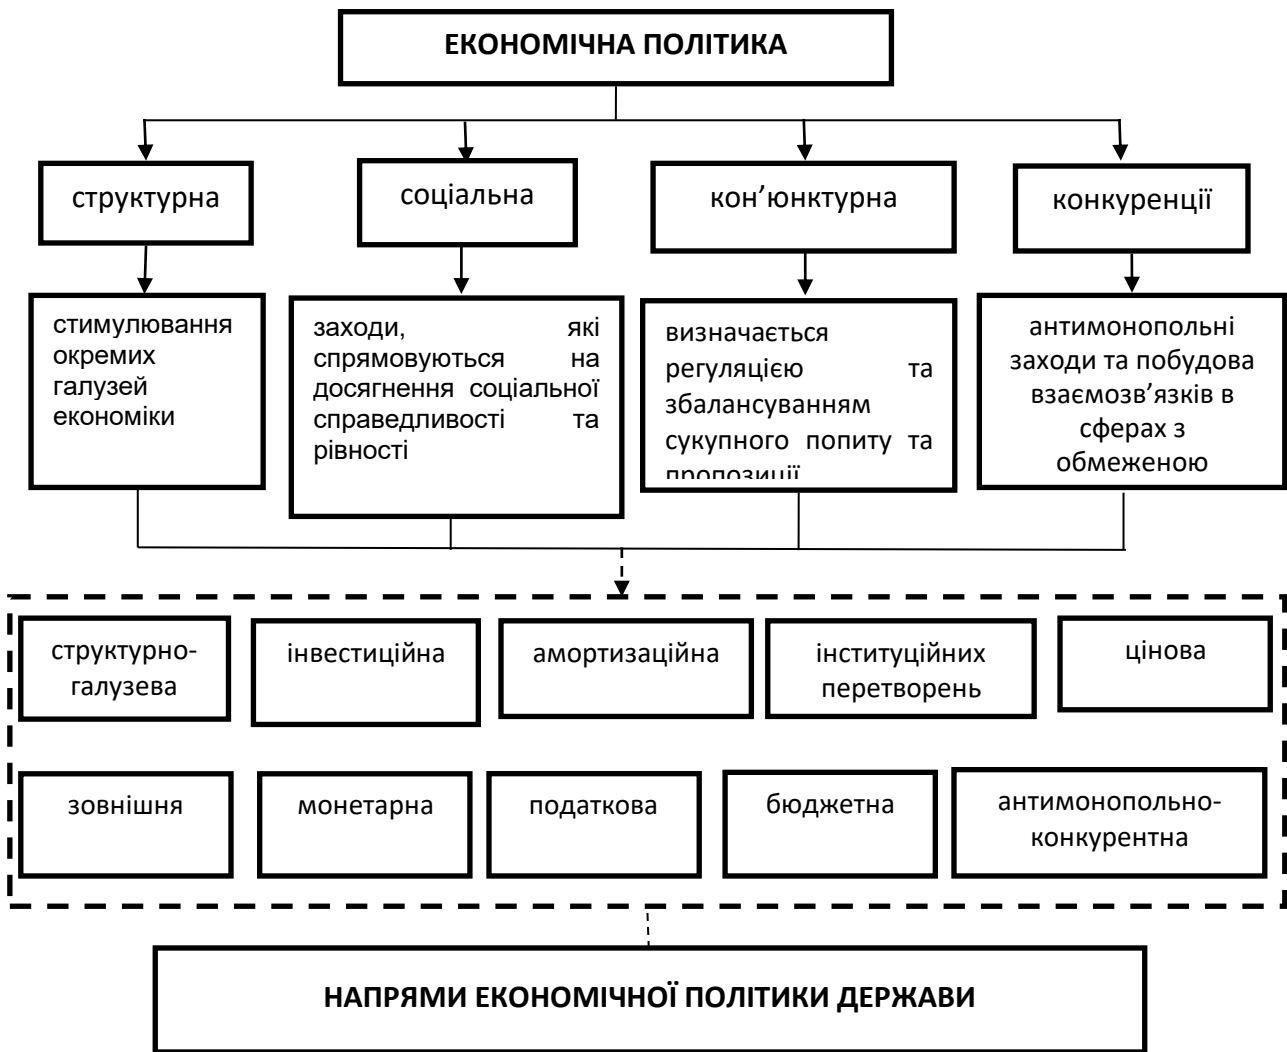 ЕКОНОМІЧНА ПОЛІТИКА
структурна
соціальна
кон’юнктурна
конкуренції
стимулювання
окремих
галузей
економіки
заходи, які
спрямовуються на
досягнення соціальної
справедливості та
рівності
визначається
регуляцією та
збалансуванням
сукупного попиту та
пропозиції
антимонопольні
заходи та побудова
взаємозв’язків в
сферах з
обмеженою
структурно-
галузева
інвестиційна
амортизаційна
інституційних
перетворень
цінова
зовнішня
монетарна
податкова
бюджетна
антимонопольно-
конкурентна
НАПРЯМИ ЕКОНОМІЧНОЇ ПОЛІТИКИ ДЕРЖАВИ